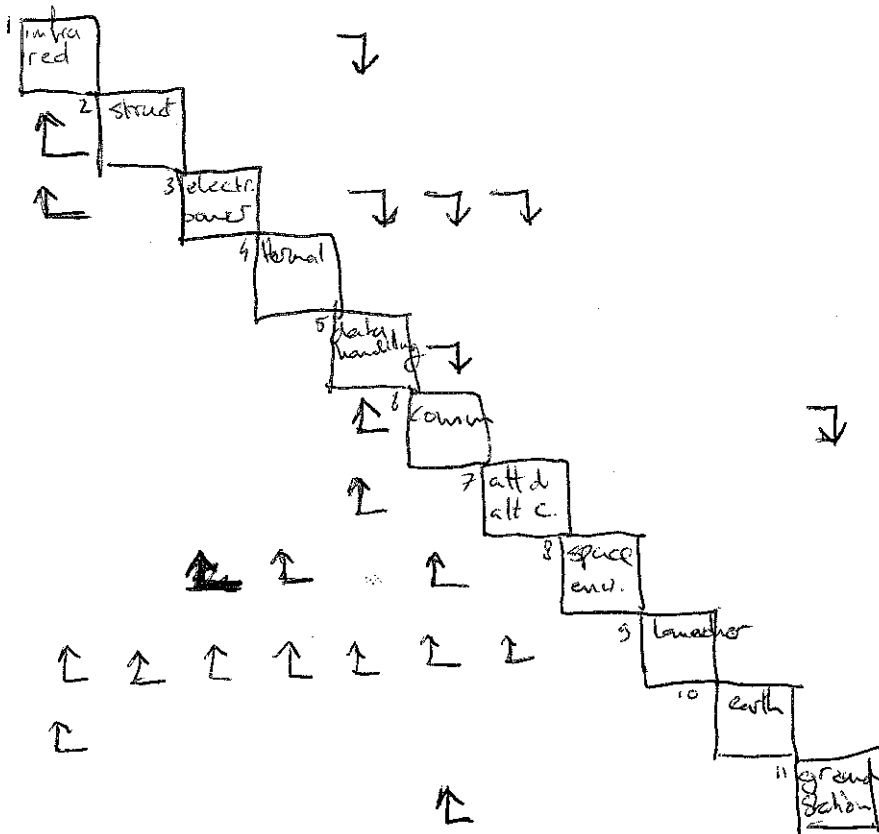 1 infra
red
2 struct
3 electr.
power
4 thermal
5 data
handling
6 comm
7 att d
att c.
8 space
env.
9 launcher
10 earth
11 ground
station